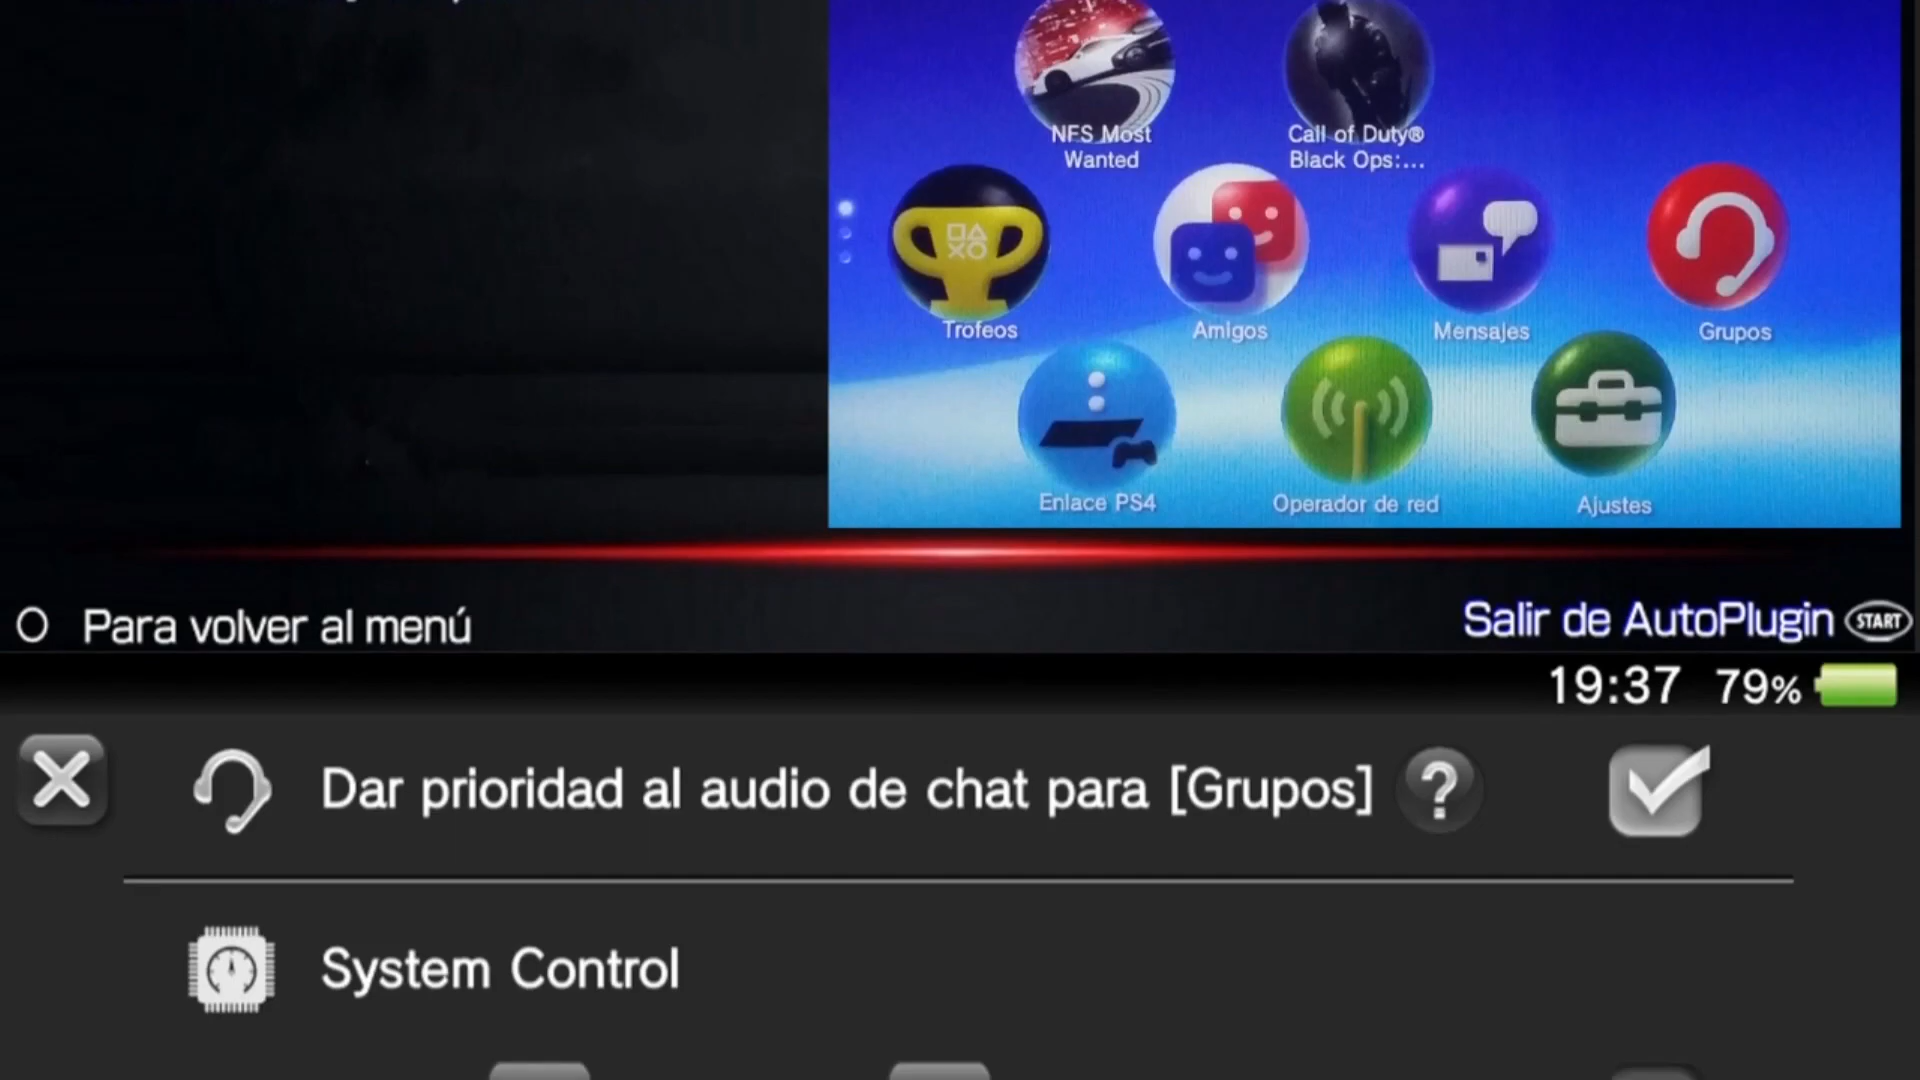 NFS Most
Wanted
Call of Duty®
Black Ops:...
Trofeos
Amigos
Mensajes
Grupos
Enlace PS4
Operador de red
Ajustes
O Para volver al menú
Salir de AutoPlugin START
19:37 79%
Dar prioridad al audio de chat para [Grupos] ?
System Control